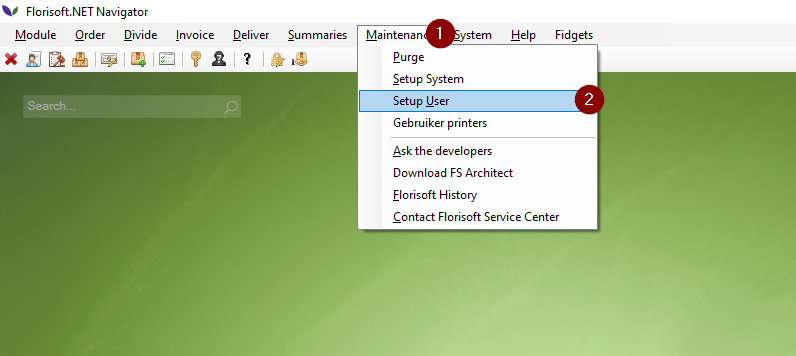 Florisoft.NET Navigator
Module Order Divide Invoice Deliver Summaries Maintenanc 1 System Help Fidgets
?
Search...
Purge
Setup System
Setup User 2
Gebruiker printers
Ask the developers
Download FS Architect
Florisoft History
Contact Florisoft Service Center